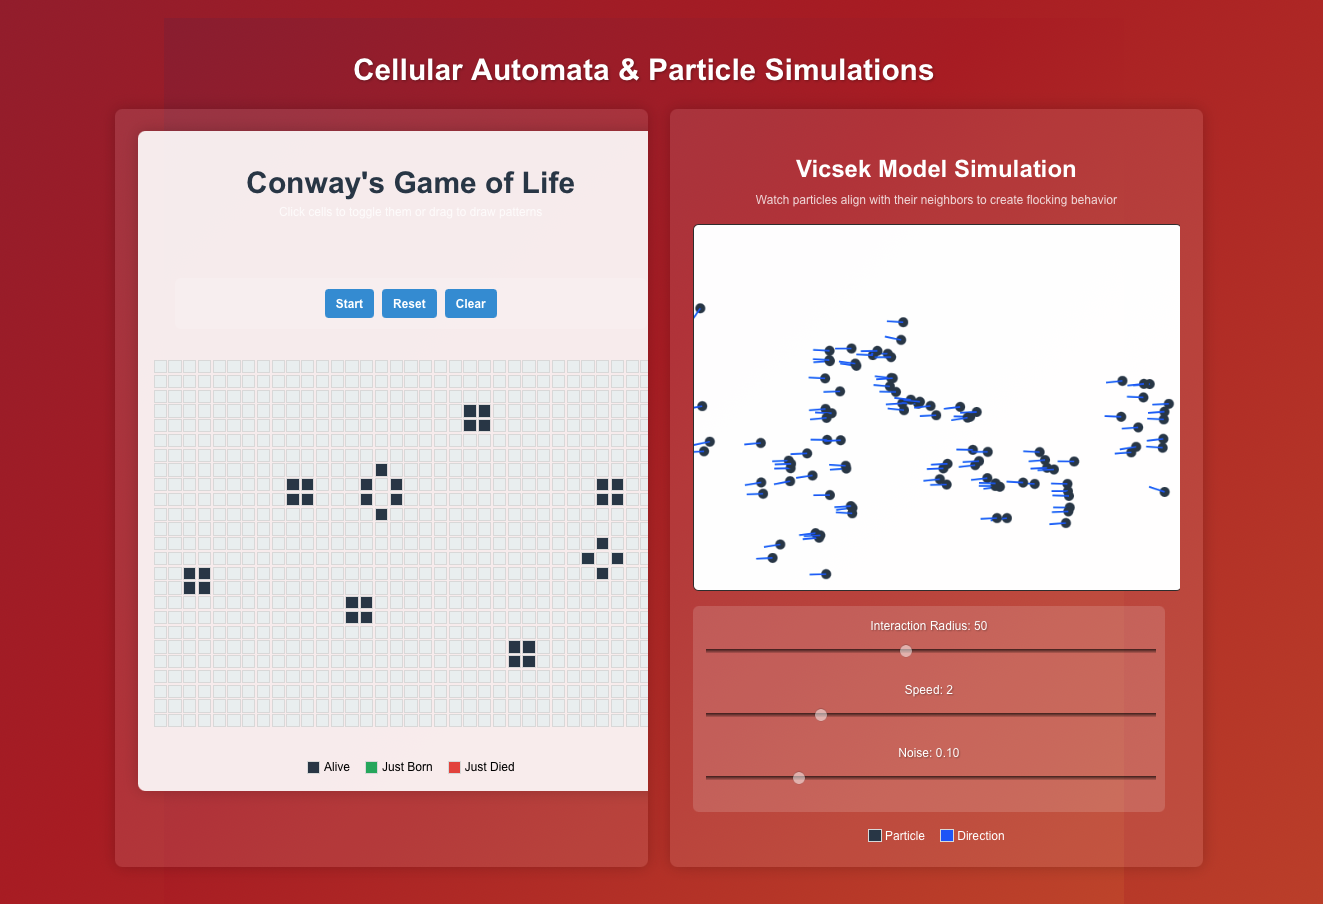 Cellular Automata & Particle Simulations
Conway's Game of Life
Click cells to toggle them or drag to draw patterns
Start Reset Clear
Alive Just Born Just Died
Vicsek Model Simulation
Watch particles align with their neighbors to create flocking behavior
Interaction Radius: 50
Speed: 2
Noise: 0.10
Particle Direction